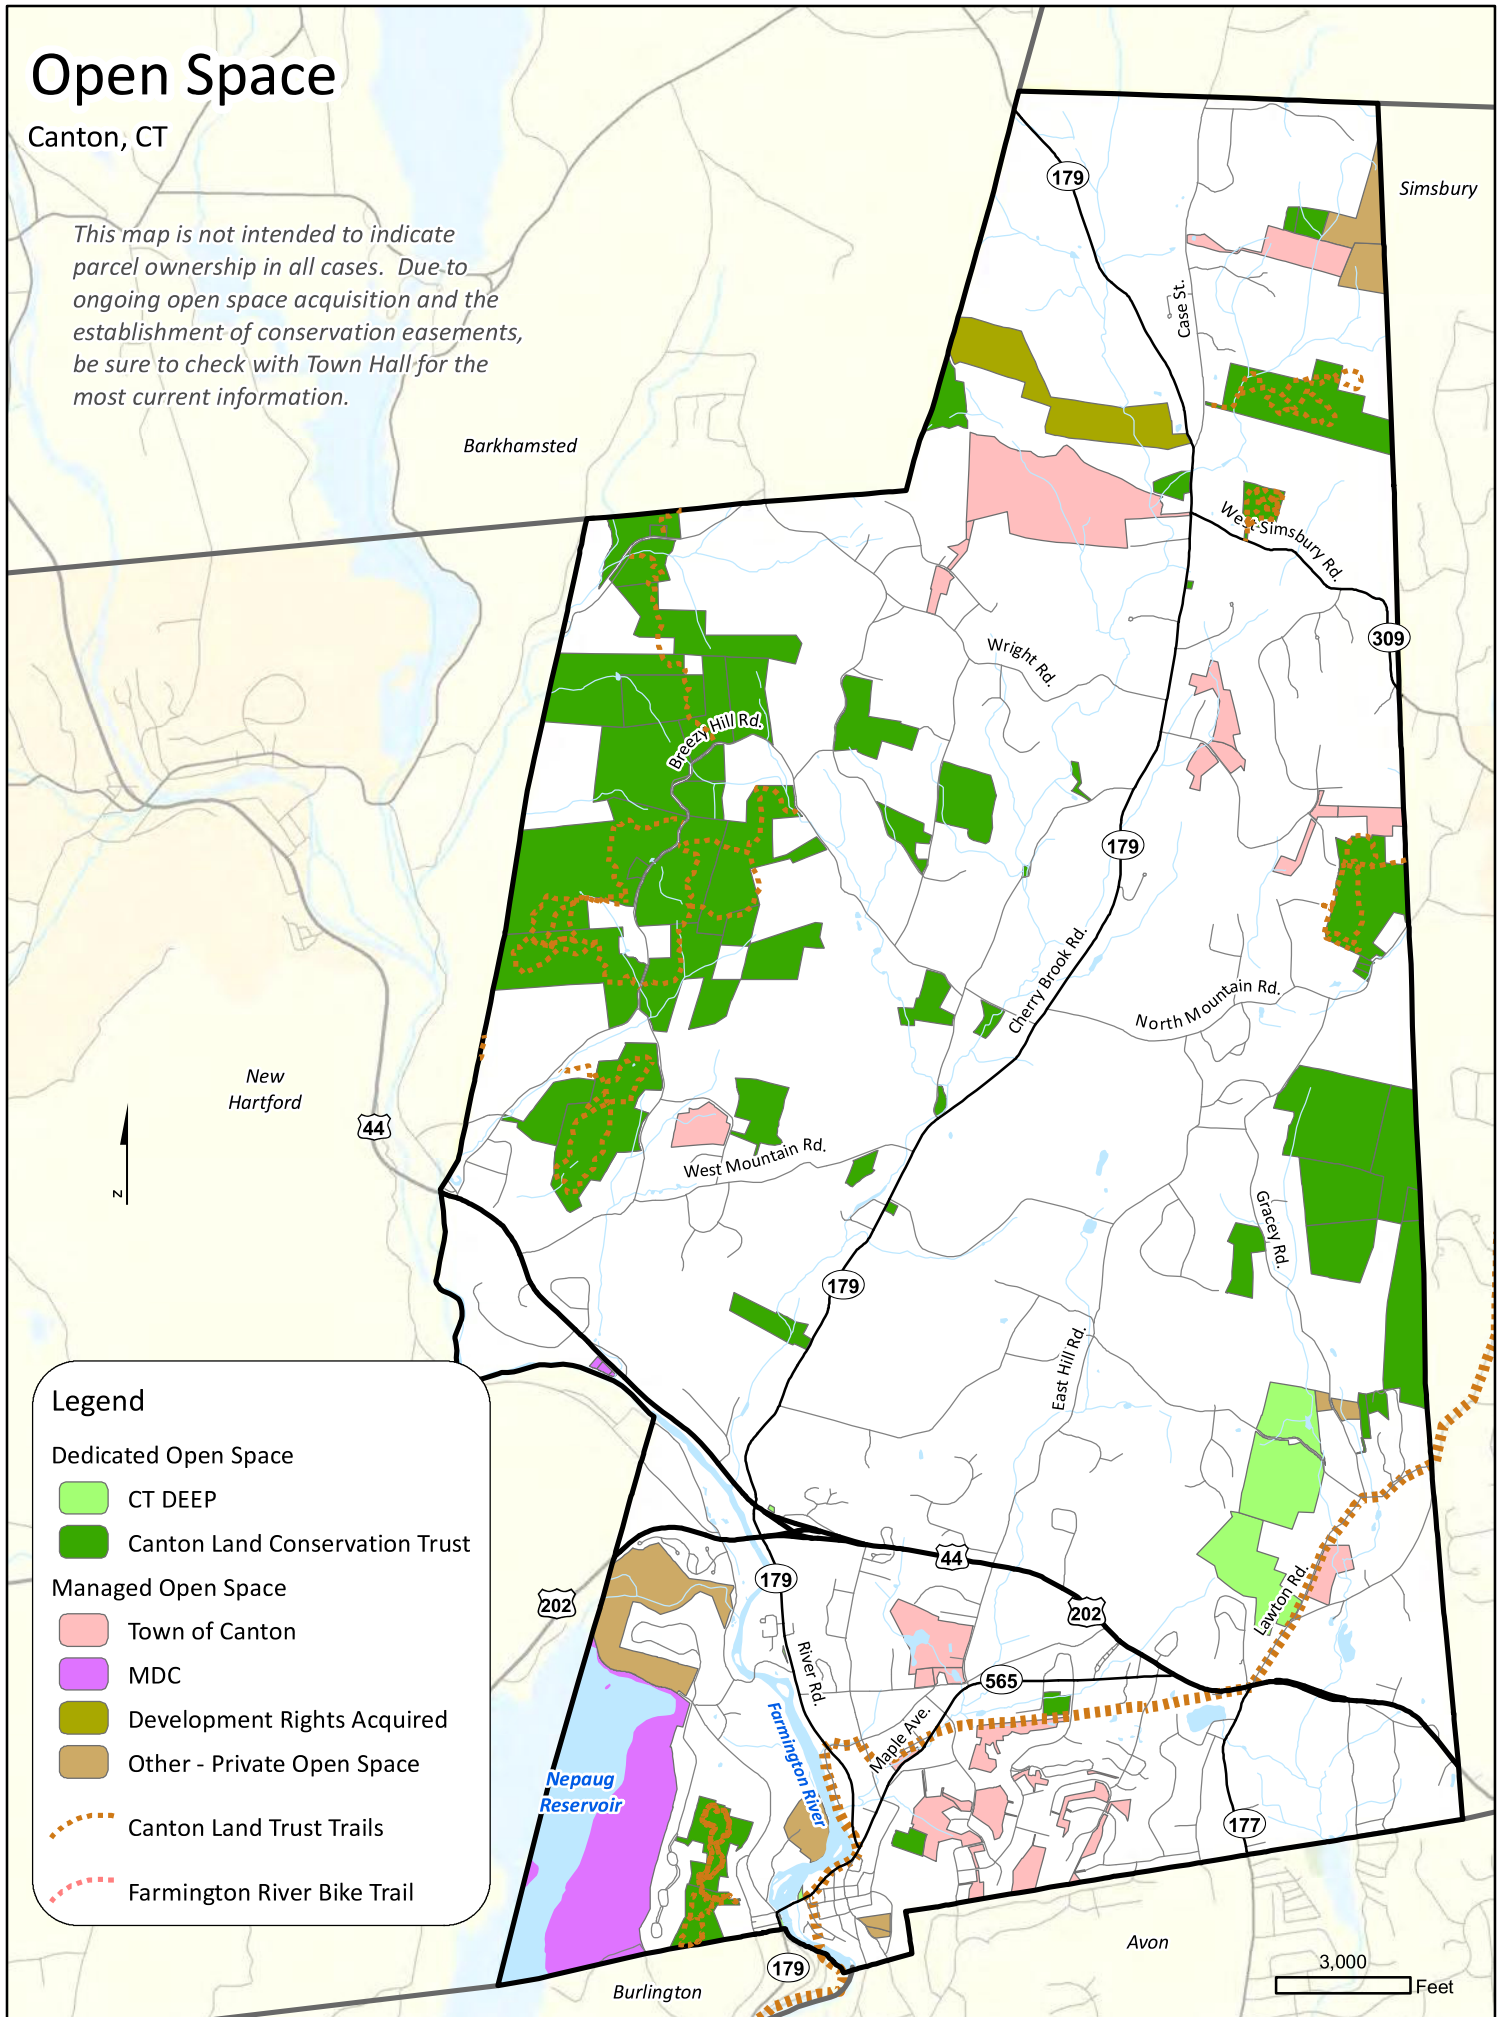 Open Space
Canton, CT
This map is not intended to indicate
parcel ownership in all cases.  Due to
ongoing open space acquisition and the
establishment of conservation easements,
be sure to check with Town Hall for the
most current information.
179
Simsbury
Case St.
Barkhamsted
West Simsbury Rd.
309
Wright Rd.
Breezy Hill Rd.
179
Cherry Brook Rd.
North Mountain Rd.
New
Hartford
44
N
West Mountain Rd.
Gracey Rd.
179
East Hill Rd.
Legend
Dedicated Open Space
CT DEEP
Canton Land Conservation Trust
Managed Open Space
Town of Canton
MDC
Development Rights Acquired
Other - Private Open Space
Canton Land Trust Trails
Farmington River Bike Trail
44
179
202
202
Lawton Rd.
River Rd.
565
Maple Ave.
Farmington River
Nepaug
Reservoir
177
Avon
179
Burlington
3,000
Feet